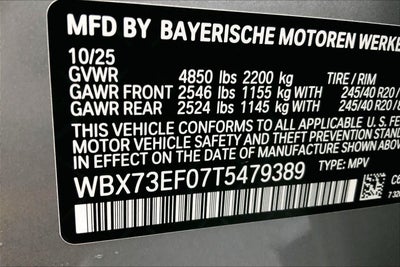 MFD BY BAYERISCHE MOTOREN WERKE
10/25
GVWR 4850 lbs 2200 kg TIRE / RIM
GAWR FRONT 2546 lbs 1155 kg WITH 245/40 R20
GAWR REAR 2524 lbs 1145 kg WITH 245/40 R20
THIS VEHICLE CONFORMS TO ALL APPLICABLE U.S.
MOTOR VEHICLE SAFETY, BUMPER, AND THEFT PREVENTION
IN EFFECT ON THE DATE OF MANUFACTURE SHOWN
WBX73EF07T5479389 TYPE: MPV